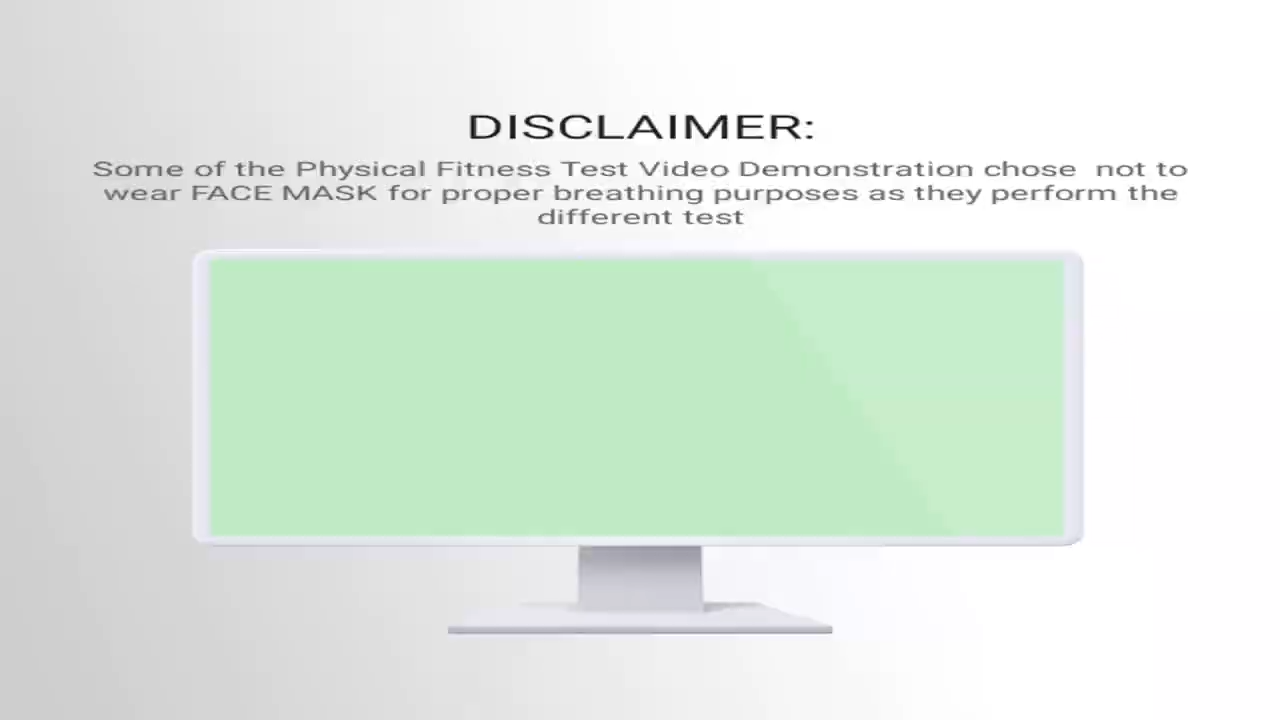 DISCLAIMER:
Some of the Physical Fitness Test Video Demonstration chose  not to
wear FACE MASK for proper breathing purposes as they perform the
different test